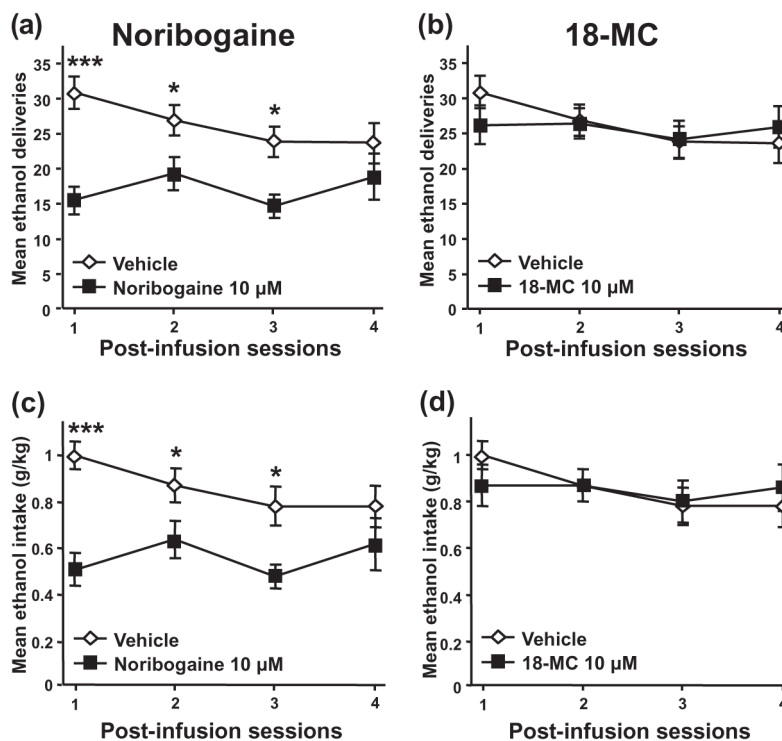 (a) Noribogaine
Mean ethanol deliveries
35
30
25
20
15
10
5
0
***
*
*
Vehicle
Noribogaine 10 µM
1 2 3 4
Post-infusion sessions
(b) 18-MC
Mean ethanol deliveries
35
30
25
20
15
10
5
0
Vehicle
18-MC 10 µM
1 2 3 4
Post-infusion sessions
(c)
Mean ethanol intake (g/kg)
1
0.8
0.6
0.4
0.2
0
***
*
*
Vehicle
Noribogaine 10 µM
1 2 3 4
Post-infusion sessions
(d)
Mean ethanol intake (g/kg)
1
0.8
0.6
0.4
0.2
0
Vehicle
18-MC 10 µM
1 2 3 4
Post-infusion sessions